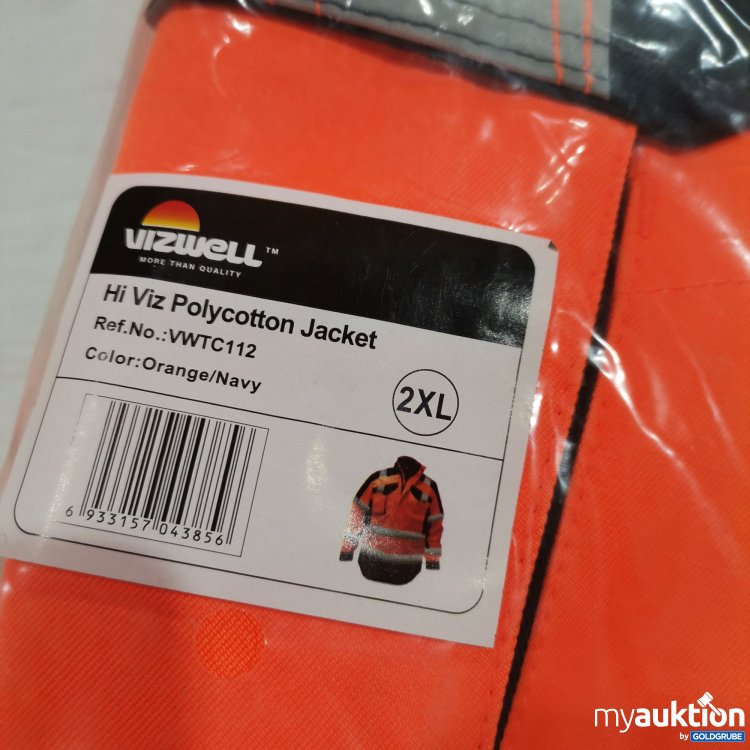 VIZWELL™
MORE THAN QUALITY
Hi Viz Polycotton Jacket
Ref.No.:VWTC112
Color:Orange/Navy
2XL
6 933157 043856
myauktion
by GOLDGRUBE